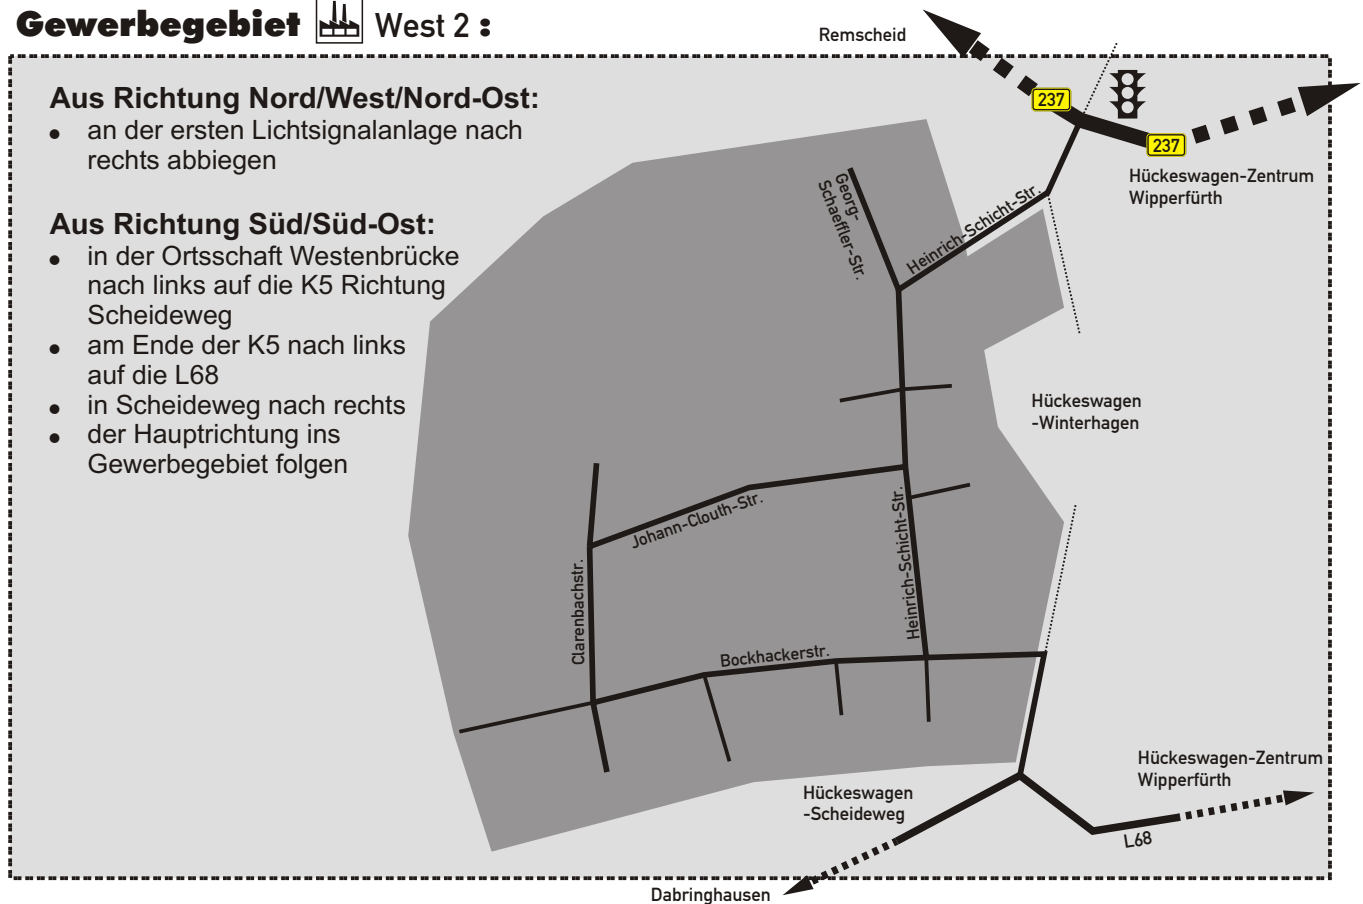 Gewerbegebiet West 2 :
Aus Richtung Nord/West/Nord-Ost:
• an der ersten Lichtsignalanlage nach
rechts abbiegen
Aus Richtung Süd/Süd-Ost:
• in der Ortsschaft Westenbrücke
nach links auf die K5 Richtung
Scheideweg
• am Ende der K5 nach links
auf die L68
• in Scheideweg nach rechts
• der Hauptrichtung ins
Gewerbegebiet folgen
Remscheid
237
237
Hückeswagen-Zentrum
Wipperfürth
Georg-
Schaeffler-Str.
Heinrich-Schicht-Str.
Hückeswagen
-Winterhagen
Johann-Clouth-Str.
Heinrich-Schicht-Str.
Clarenbachstr.
Bockhackerstr.
Hückeswagen-Zentrum
Wipperfürth
Hückeswagen
-Scheideweg
L68
Dabringhausen